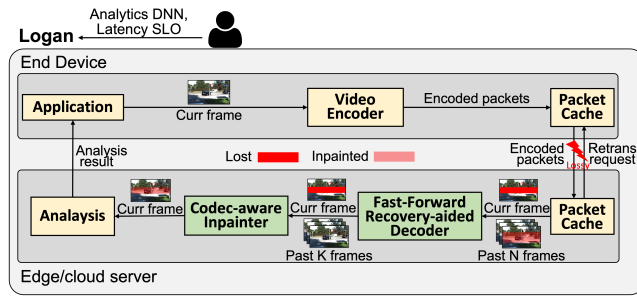 Analytics DNN,
Latency SLO
Logan
End Device
Application
Curr frame
Video
Encoder
Encoded packets
Packet
Cache
Analysis
result
Lost
Inpainted
Encoded
packets
Lossy
Retrans
request
Analaysis
Curr frame
Codec-aware
Inpainter
Curr frame
Past K frames
Fast-Forward
Recovery-aided
Decoder
Curr frame
Past N frames
Packet
Cache
Edge/cloud server